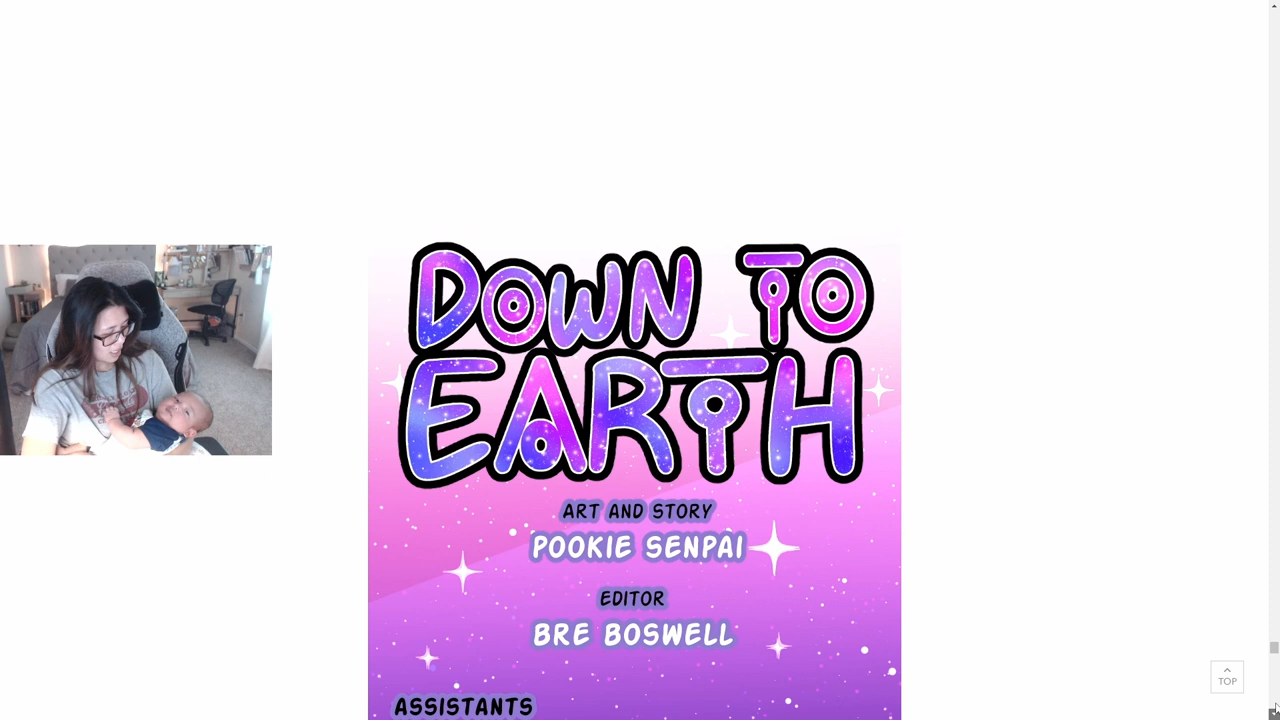 DOWN TO
EARTH
ART AND STORY
POOKIE SENPAI
EDITOR
BRE BOSWELL
ASSISTANTS
TOP